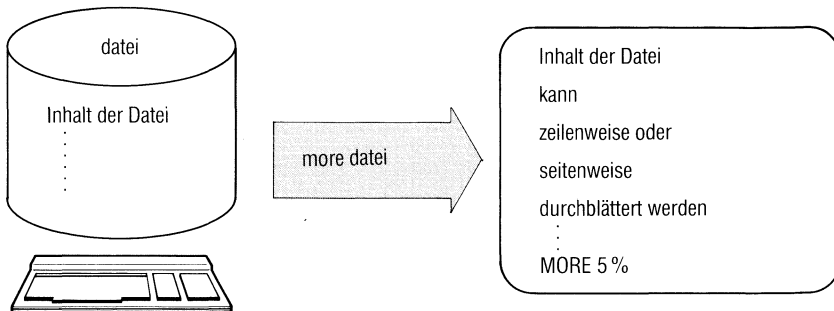 datei
Inhalt der Datei
more datei
Inhalt der Datei
kann
zeilenweise oder
seitenweise
durchblättert werden
MORE 5 %